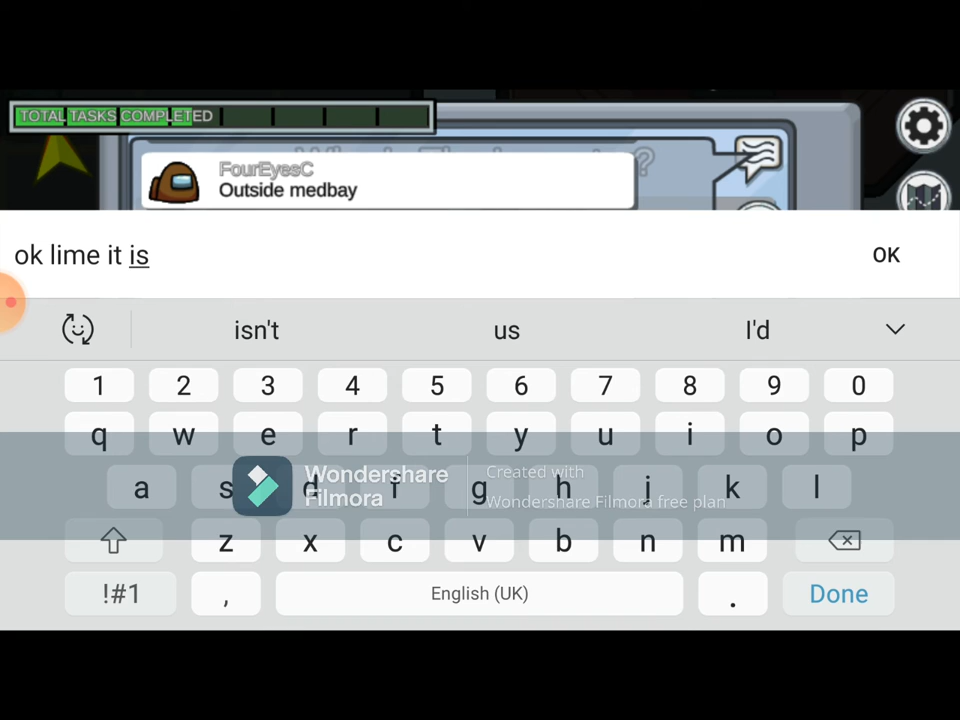 TOTAL TASKS COMPLETED
?
FourEyesC
Outside medbay
ok lime it is
OK
isn't us I'd
1 2 3 4 5 6 7 8 9 0
q w e r t y u i o p
a s d f g h j k l
Wondershare
Filmora
Created with
Wondershare Filmora free plan
z x c v b n m
!#1 , English (UK) . Done